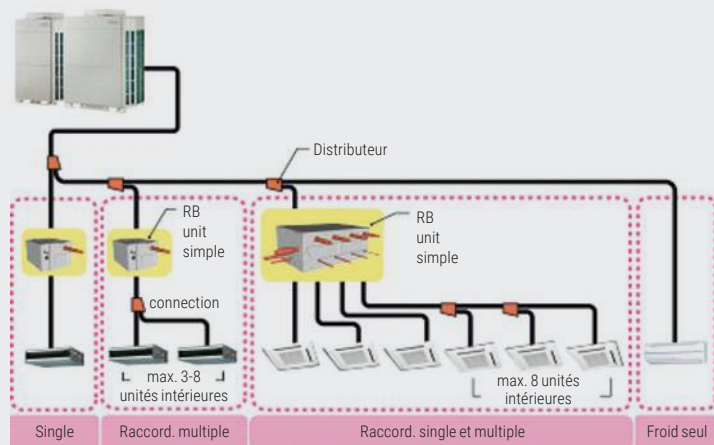 Distributeur
RB
unit
simple
RB
unit
simple
connection
max. 3-8
unités intérieures
max. 8 unités
intérieures
Single
Raccord. multiple
Raccord. single et multiple
Froid seul